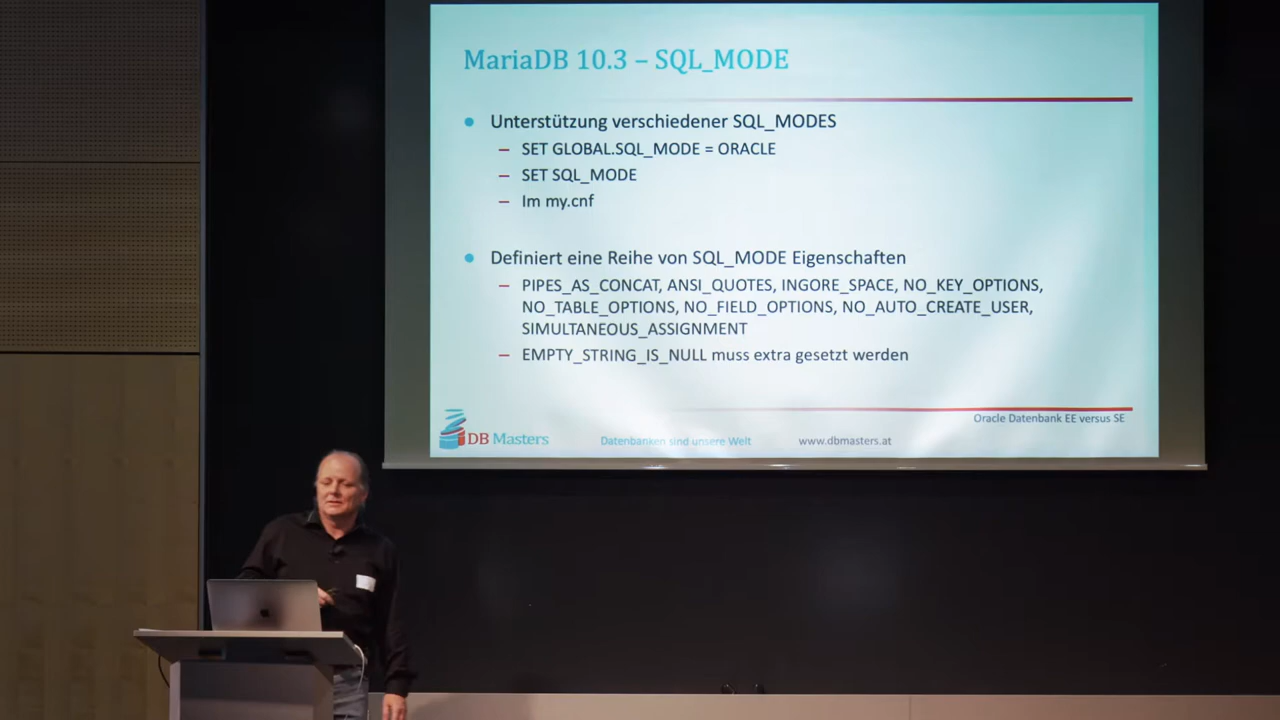 MariaDB 10.3 – SQL_MODE
Unterstützung verschiedener SQL_MODES
– SET GLOBAL.SQL_MODE = ORACLE
– SET SQL_MODE
– Im my.cnf
Definiert eine Reihe von SQL_MODE Eigenschaften
– PIPES_AS_CONCAT, ANSI_QUOTES, INGORE_SPACE, NO_KEY_OPTIONS,
NO_TABLE_OPTIONS, NO_FIELD_OPTIONS, NO_AUTO_CREATE_USER,
SIMULTANEOUS_ASSIGNMENT
– EMPTY_STRING_IS_NULL muss extra gesetzt werden
Oracle Datenbank EE versus SE
DB Masters
Datenbanken sind unsere Welt
www.dbmasters.at